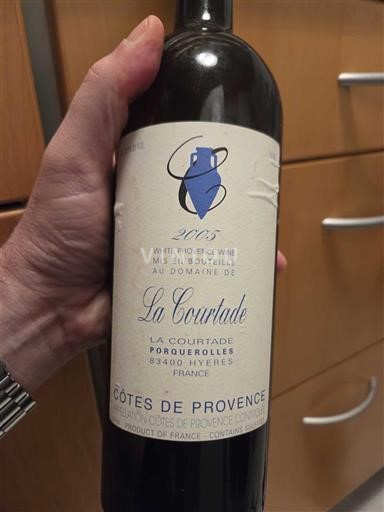 2005
WHITE PROVENCE WINE
MIS EN BOUTEILLE
AU DOMAINE DE
La Courtade
LA COURTADE
PORQUEROLLES
83400 HYERES
FRANCE
CÔTES DE PROVENCE
APPELLATION CÔTES DE PROVENCE CONTRÔLÉE
PRODUCT OF FRANCE - CONTAINS SULFITES